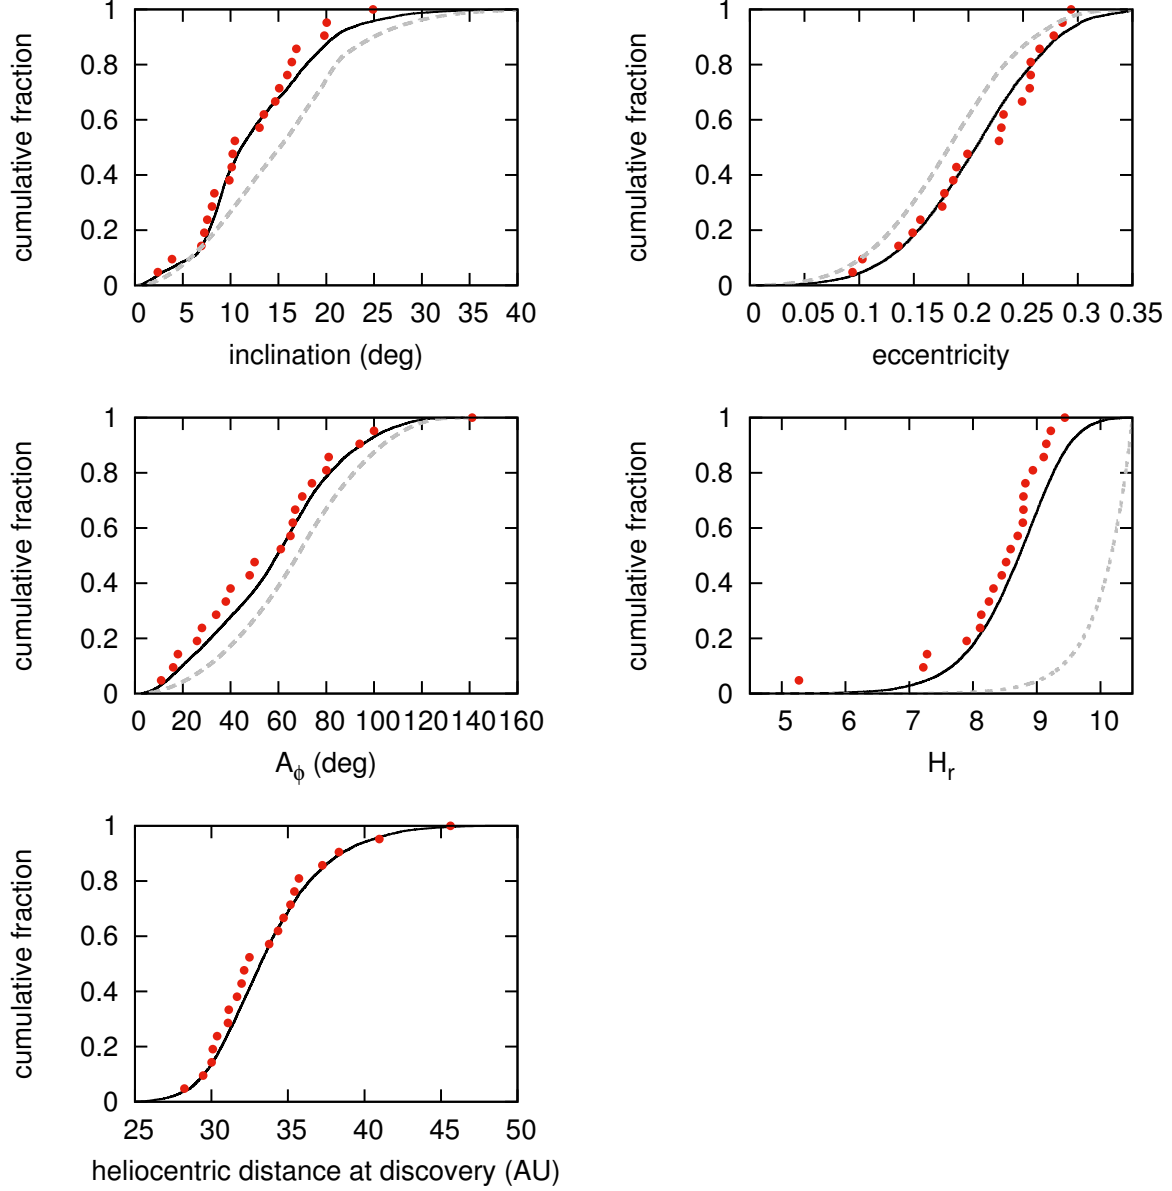 1
0.8
0.6
0.4
0.2
0
cumulative fraction
0 5 10 15 20 25 30 35 40
inclination (deg)
1
0.8
0.6
0.4
0.2
0
cumulative fraction
0 0.05 0.1 0.15 0.2 0.25 0.3 0.35
eccentricity
1
0.8
0.6
0.4
0.2
0
cumulative fraction
0 20 40 60 80 100 120 140 160
A_ϕ (deg)
1
0.8
0.6
0.4
0.2
0
cumulative fraction
5 6 7 8 9 10
H_r
1
0.8
0.6
0.4
0.2
0
cumulative fraction
25 30 35 40 45 50
heliocentric distance at discovery (AU)